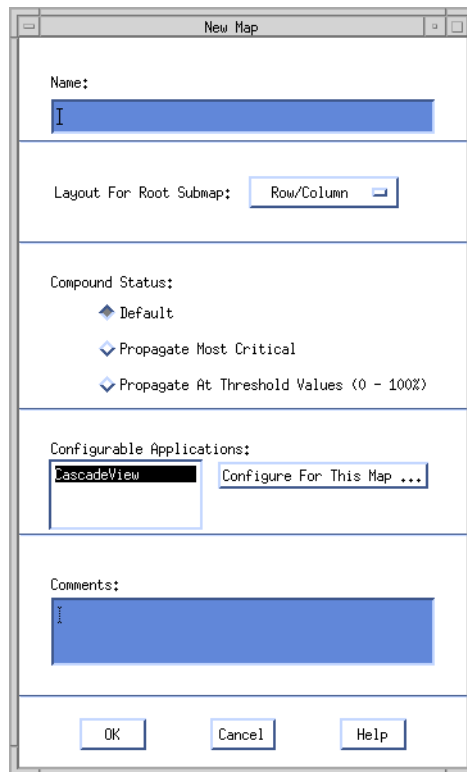 New Map
Name:
Layout For Root Submap: Row/Column
Compound Status:
Default
Propagate Most Critical
Propagate At Threshold Values (0 - 100%)
Configurable Applications:
CascadeView Configure For This Map ...
Comments:
OK Cancel Help